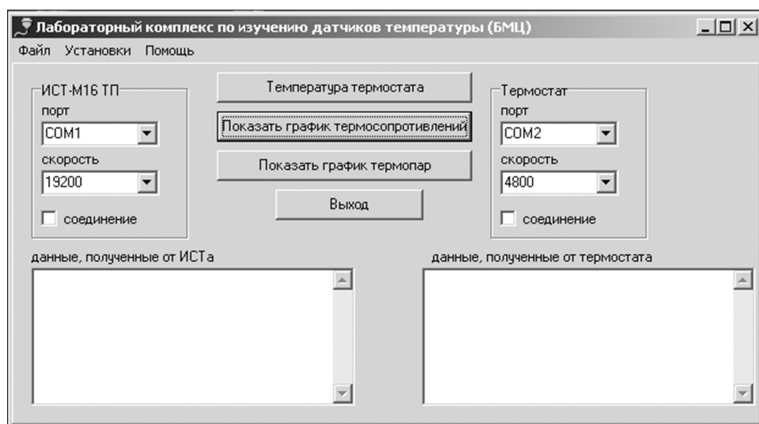 Лабораторный комплекс по изучению датчиков температуры (БМЦ)
Файл Установки Помощь
ИСТ-М16 ТП
порт
COM1
скорость
19200
соединение
Температура термостата
Показать график термосопротивлений
Показать график термопар
Выход
Термостат
порт
COM2
скорость
4800
соединение
данные, полученные от ИСТа
данные, полученные от термостата